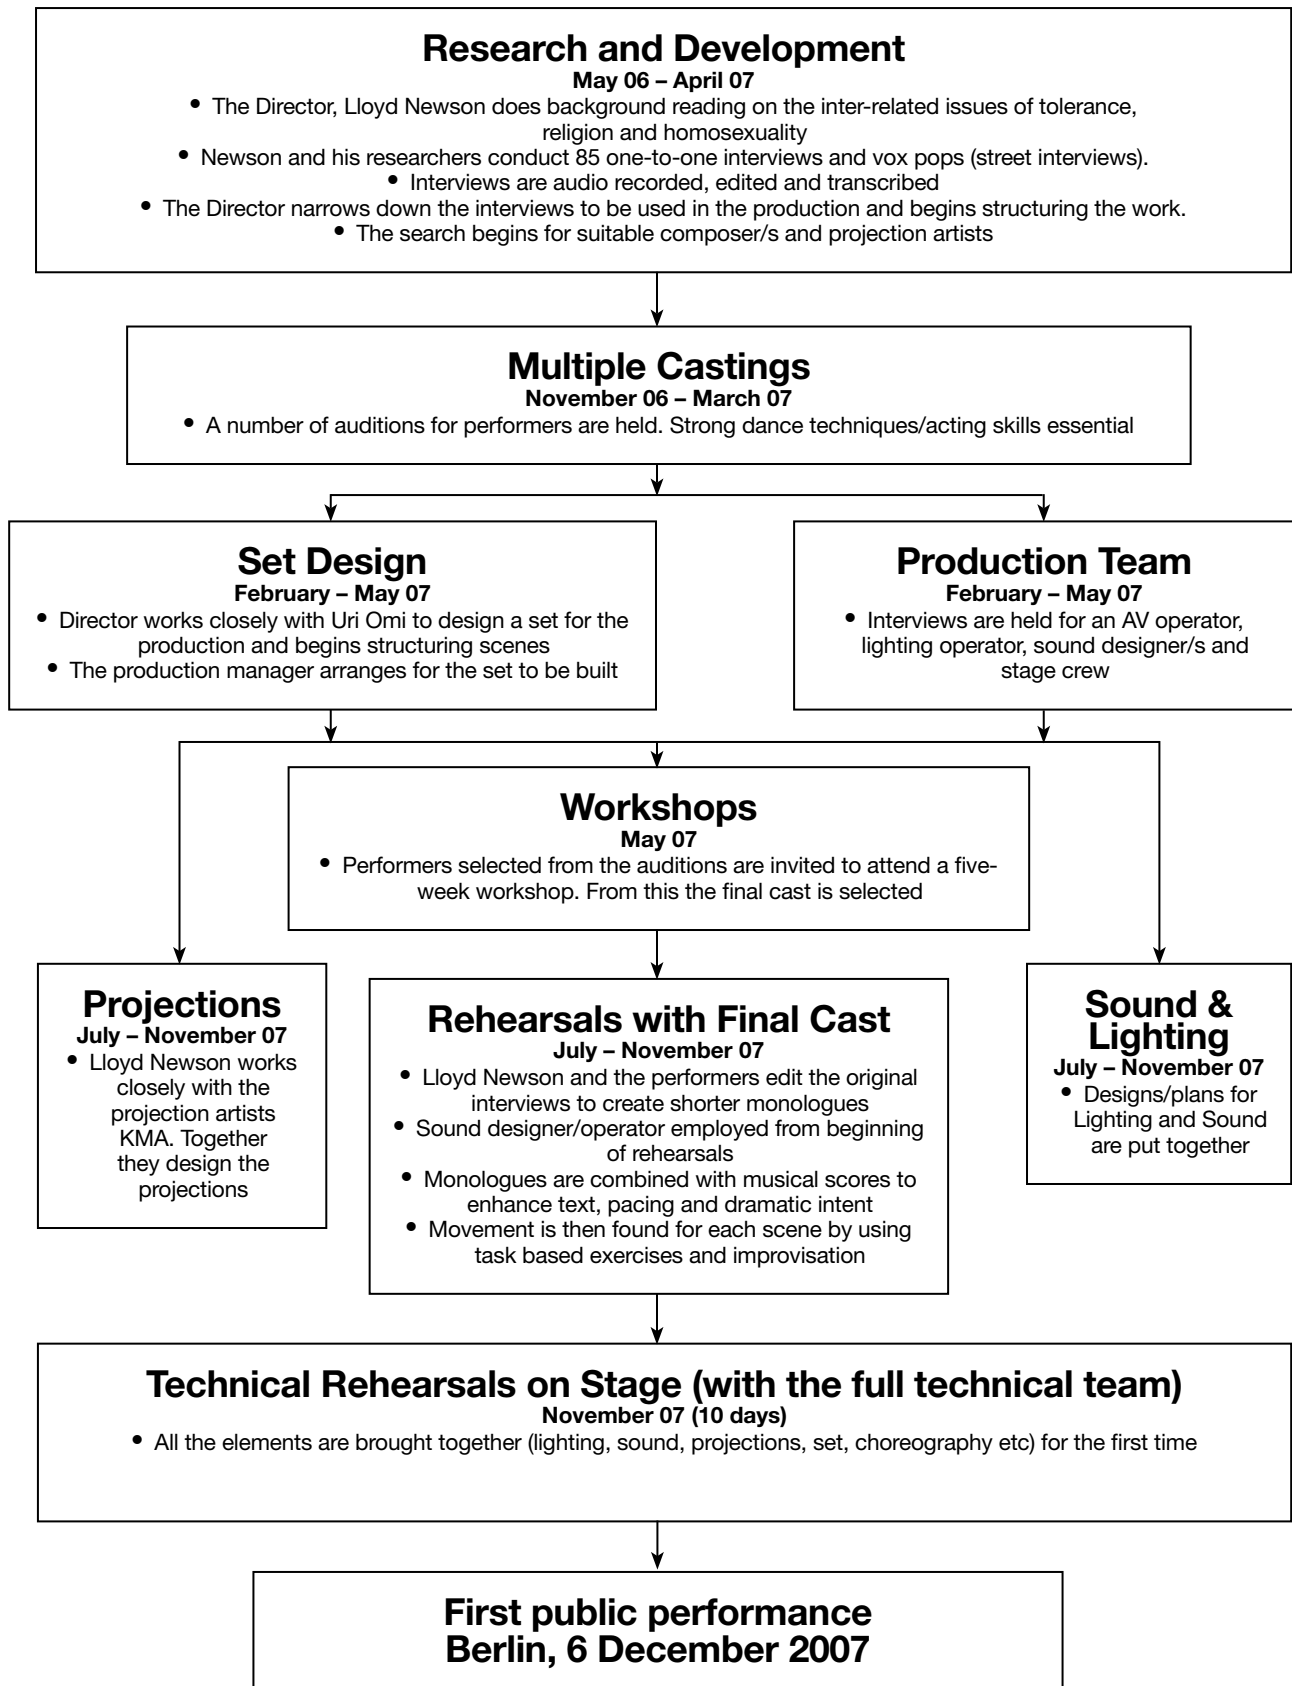 Research and Development
May 06 – April 07
• The Director, Lloyd Newson does background reading on the inter-related issues of tolerance,
religion and homosexuality
• Newson and his researchers conduct 85 one-to-one interviews and vox pops (street interviews).
• Interviews are audio recorded, edited and transcribed
• The Director narrows down the interviews to be used in the production and begins structuring the work.
• The search begins for suitable composer/s and projection artists
Multiple Castings
November 06 – March 07
• A number of auditions for performers are held. Strong dance techniques/acting skills essential
Set Design
February – May 07
• Director works closely with Uri Omi to design a set for the
production and begins structuring scenes
• The production manager arranges for the set to be built
Production Team
February – May 07
• Interviews are held for an AV operator,
lighting operator, sound designer/s and
stage crew
Workshops
May 07
• Performers selected from the auditions are invited to attend a five-
week workshop. From this the final cast is selected
Projections
July – November 07
• Lloyd Newson works
closely with the
projection artists
KMA. Together
they design the
projections
Rehearsals with Final Cast
July – November 07
• Lloyd Newson and the performers edit the original
interviews to create shorter monologues
• Sound designer/operator employed from beginning
of rehearsals
• Monologues are combined with musical scores to
enhance text, pacing and dramatic intent
• Movement is then found for each scene by using
task based exercises and improvisation
Sound &
Lighting
July – November 07
• Designs/plans for
Lighting and Sound
are put together
Technical Rehearsals on Stage (with the full technical team)
November 07 (10 days)
• All the elements are brought together (lighting, sound, projections, set, choreography etc) for the first time
First public performance
Berlin, 6 December 2007